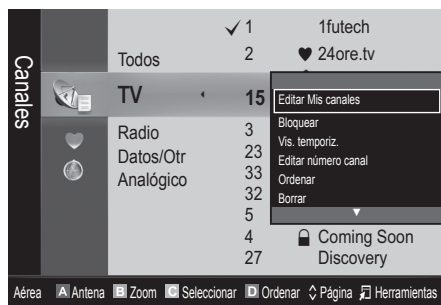 Canales
✓ 1 1futech
Todos 2 ♥ 24ore.tv
TV 15
Radio 3
Datos/Otr 23
Analógico 33
32
5
4 Coming Soon
27 Discovery
Editar Mis canales
Bloquear
Vis. temporiz.
Editar número canal
Ordenar
Borrar
▼
Aérea A Antena B Zoom C Seleccionar D Ordenar Página Herramientas